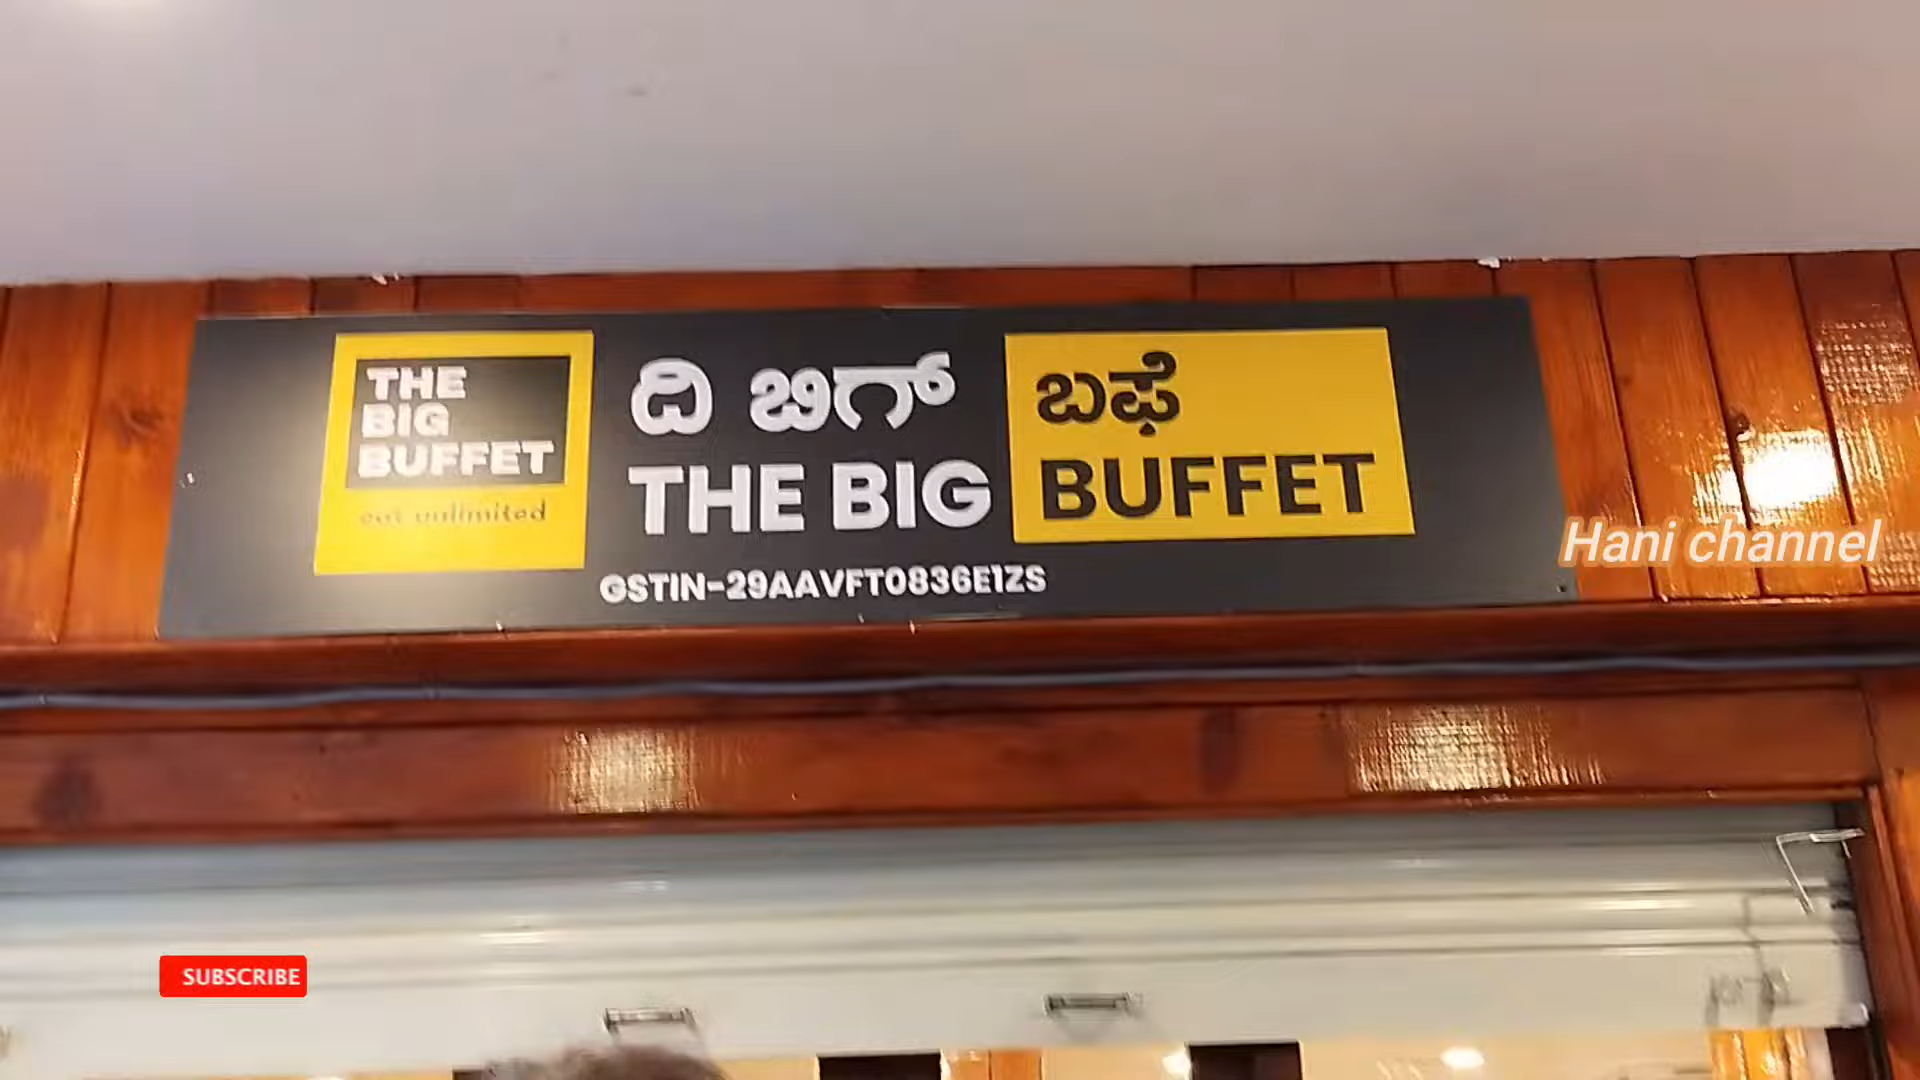 THE
BIG
BUFFET
eat unlimited
ದಿ ಬಿಗ್ ಬಫೆ
THE BIG BUFFET
GSTIN-29AAVFT0836E1ZS
Hani channel
SUBSCRIBE